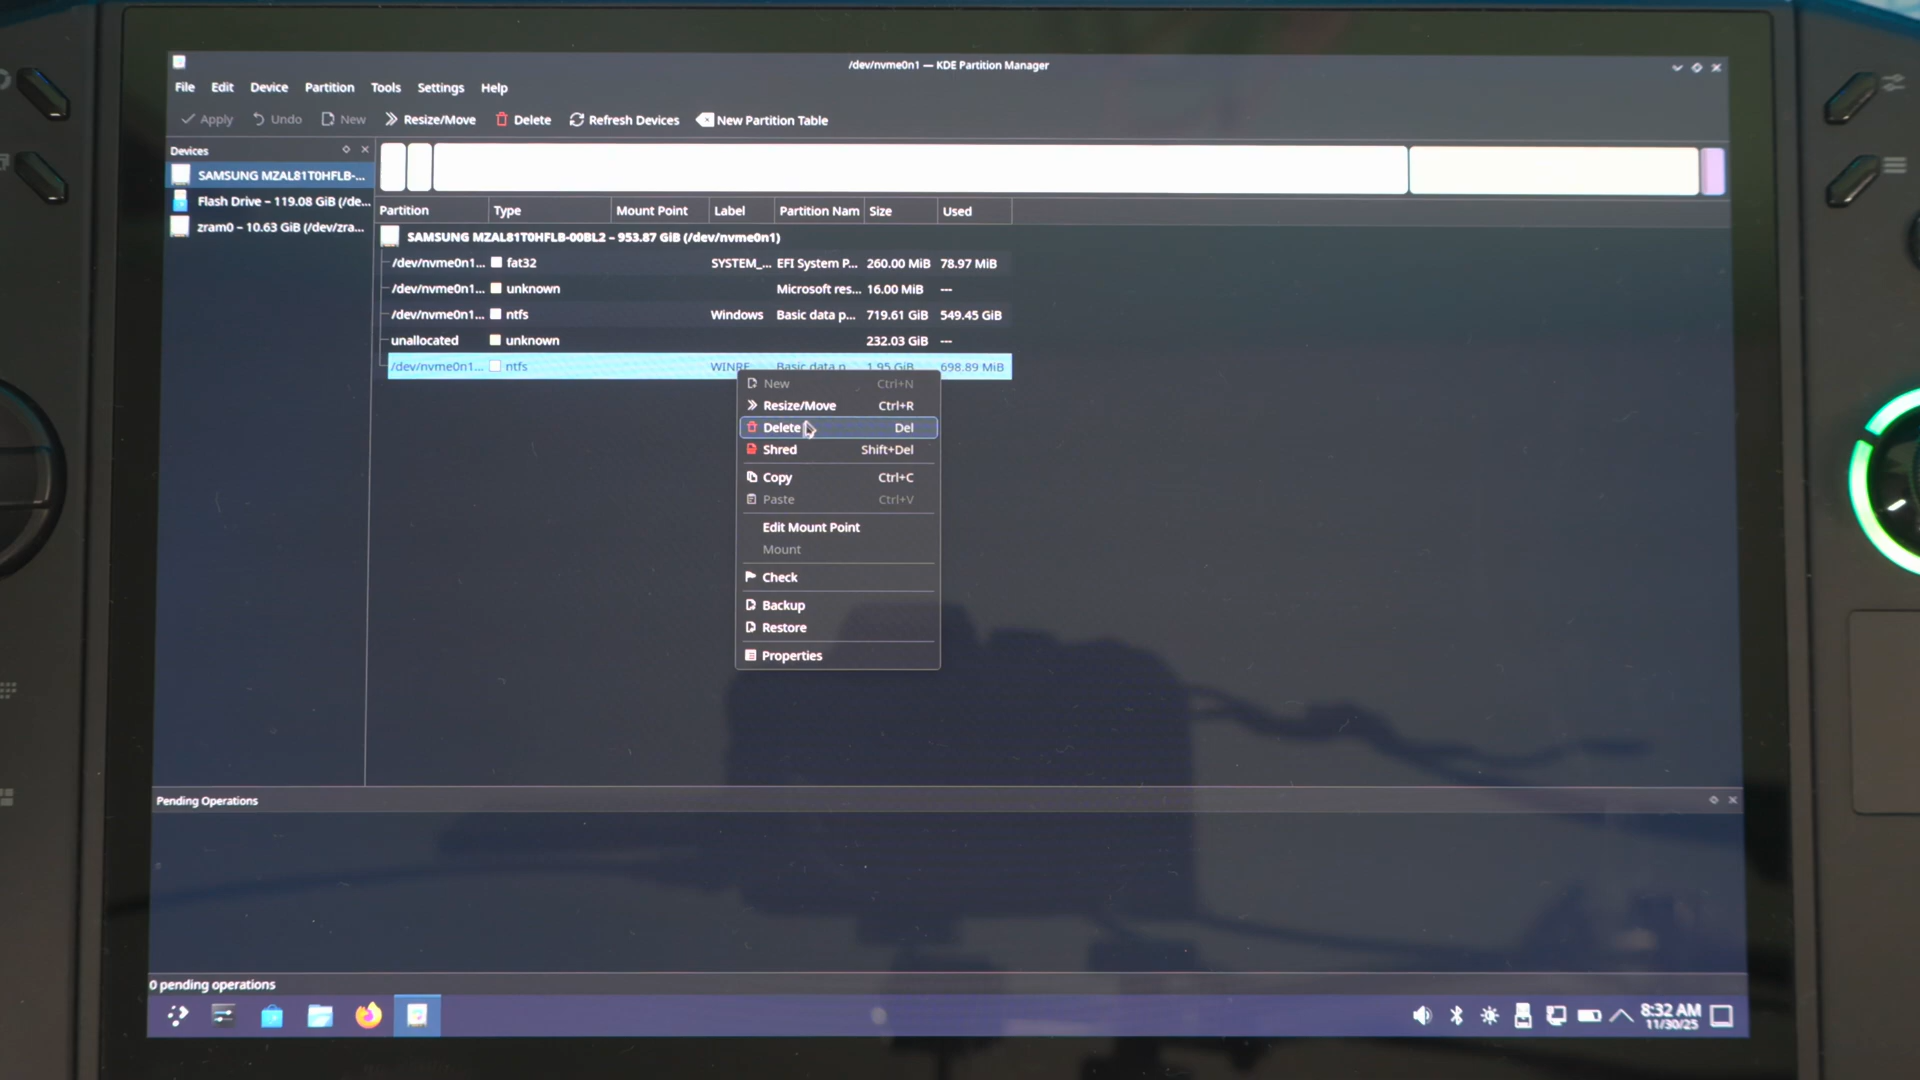 /dev/nvme0n1 — KDE Partition Manager
File Edit Device Partition Tools Settings Help
Apply Undo New Resize/Move Delete Refresh Devices New Partition Table
Devices
SAMSUNG MZAL81T0HFLB-...
Flash Drive – 119.08 GiB (/de...
zram0 – 10.63 GiB (/dev/zra...
Partition Type Mount Point Label Partition Nam Size Used
SAMSUNG MZAL81T0HFLB-00BL2 – 953.87 GiB (/dev/nvme0n1)
/dev/nvme0n1... fat32 SYSTEM_... EFI System P... 260.00 MiB 78.97 MiB
/dev/nvme0n1... unknown Microsoft res... 16.00 MiB ---
/dev/nvme0n1... ntfs Windows Basic data p... 719.61 GiB 549.45 GiB
unallocated unknown 232.03 GiB ---
/dev/nvme0n1... ntfs WINRE Basic data p... 1.95 GiB 698.89 MiB
New Ctrl+N
Resize/Move Ctrl+R
Delete Del
Shred Shift+Del
Copy Ctrl+C
Paste Ctrl+V
Edit Mount Point
Mount
Check
Backup
Restore
Properties
Pending Operations
0 pending operations
8:32 AM
11/30/25